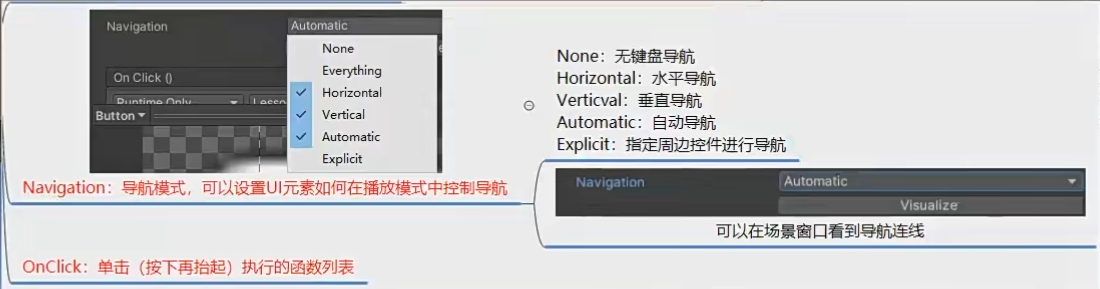 Navigation
Automatic
None
Everything
On Click ()
Horizontal
Runtime Only
Vertical
Button
Automatic
Explicit
Navigation：导航模式，可以设置UI元素如何在播放模式中控制导航
None：无键盘导航
Horizontal：水平导航
Verticval：垂直导航
Automatic：自动导航
Explicit：指定周边控件进行导航
Navigation
Automatic
Visualize
可以在场景窗口看到导航连线
OnClick：单击（按下再抬起）执行的函数列表